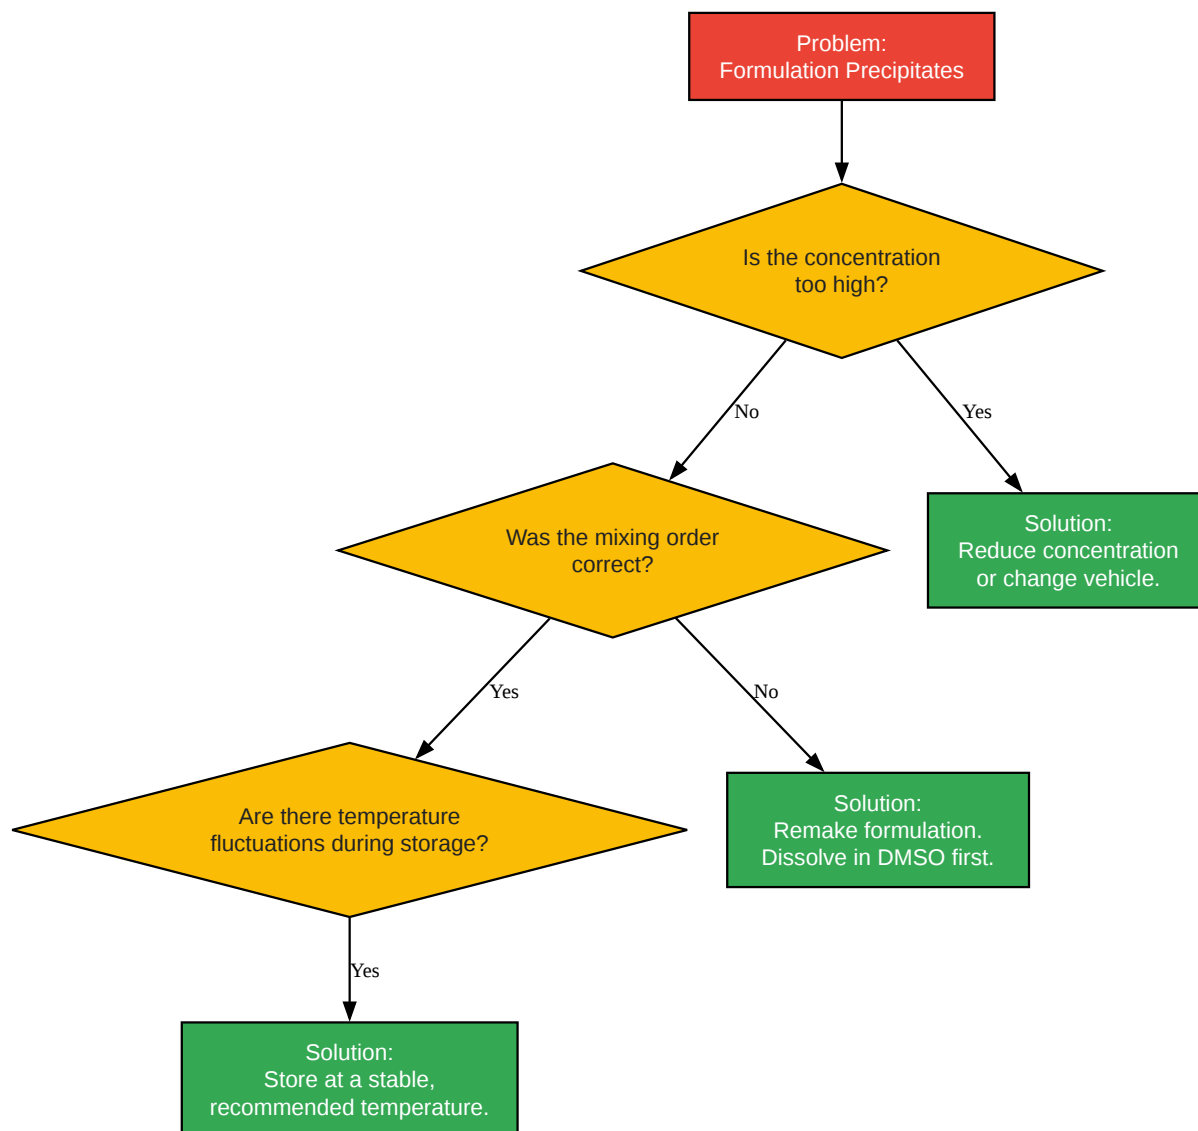 Problem:
Formulation Precipitates
Is the concentration
too high?
No
Yes
Was the mixing order
correct?
Solution:
Reduce concentration
or change vehicle.
Yes
No
Are there temperature
fluctuations during storage?
Solution:
Remake formulation.
Dissolve in DMSO first.
Yes
Solution:
Store at a stable,
recommended temperature.